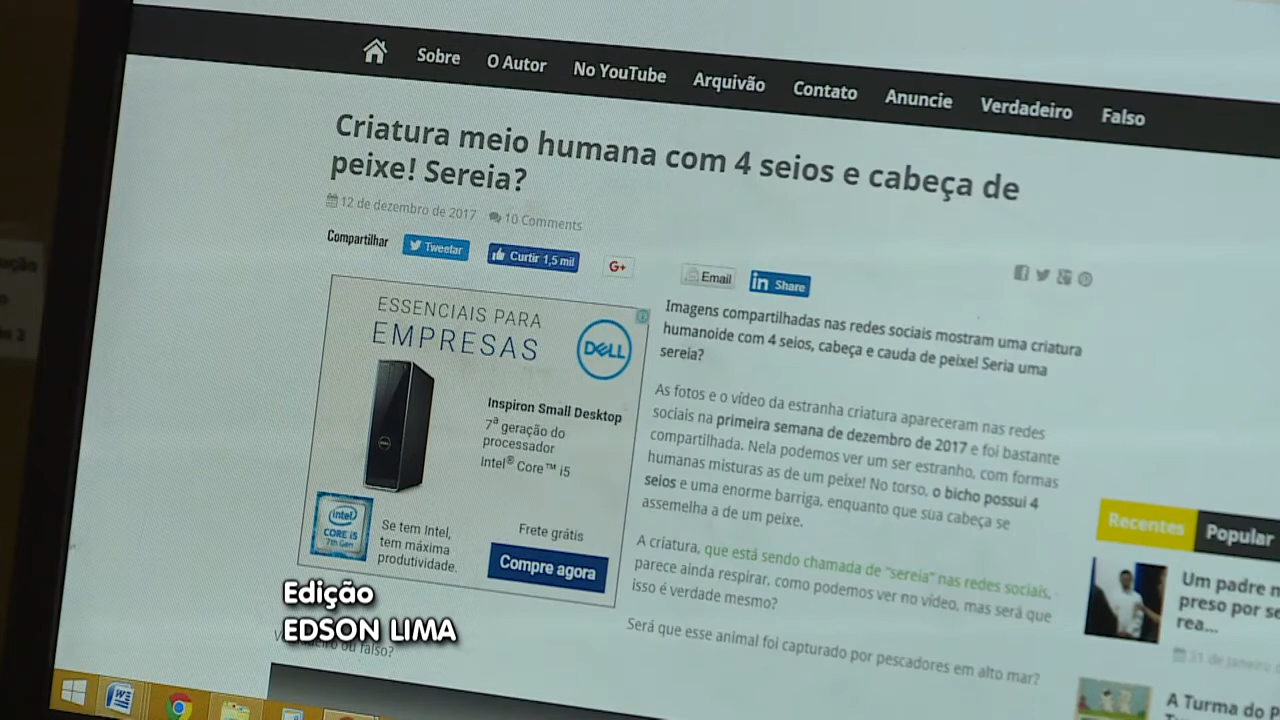 Sobre O Autor No YouTube Arquivão Contato Anuncie Verdadeiro Falso
Criatura meio humana com 4 seios e cabeça de
peixe! Sereia?
12 de dezembro de 2017 10 Comments
Compartilhar Tweetar Curtir 1,5 mil G+ Email in Share
ESSENCIAIS PARA
EMPRESAS
DELL
Inspiron Small Desktop
7ª geração do
processador
Intel® Core™ i5
intel
CORE i5
7th Gen
Se tem Intel,
tem máxima
produtividade.
Frete grátis
Compre agora
Imagens compartilhadas nas redes sociais mostram uma criatura
humanoide com 4 seios, cabeça e cauda de peixe! Seria uma
sereia?
As fotos e o vídeo da estranha criatura apareceram nas redes
sociais na primeira semana de dezembro de 2017 e foi bastante
compartilhada. Nela podemos ver um ser estranho, com formas
humanas misturas as de um peixe! No torso, o bicho possui 4
seios e uma enorme barriga, enquanto que sua cabeça se
assemelha a de um peixe.
A criatura, que está sendo chamada de "sereia" nas redes sociais,
parece ainda respirar, como podemos ver no vídeo, mas será que
isso é verdade mesmo?
Será que esse animal foi capturado por pescadores em alto mar?
ou falso?
Recentes Popular
Um padre
preso por
rea...
31 de
A Turma do
Edição
EDSON LIMA